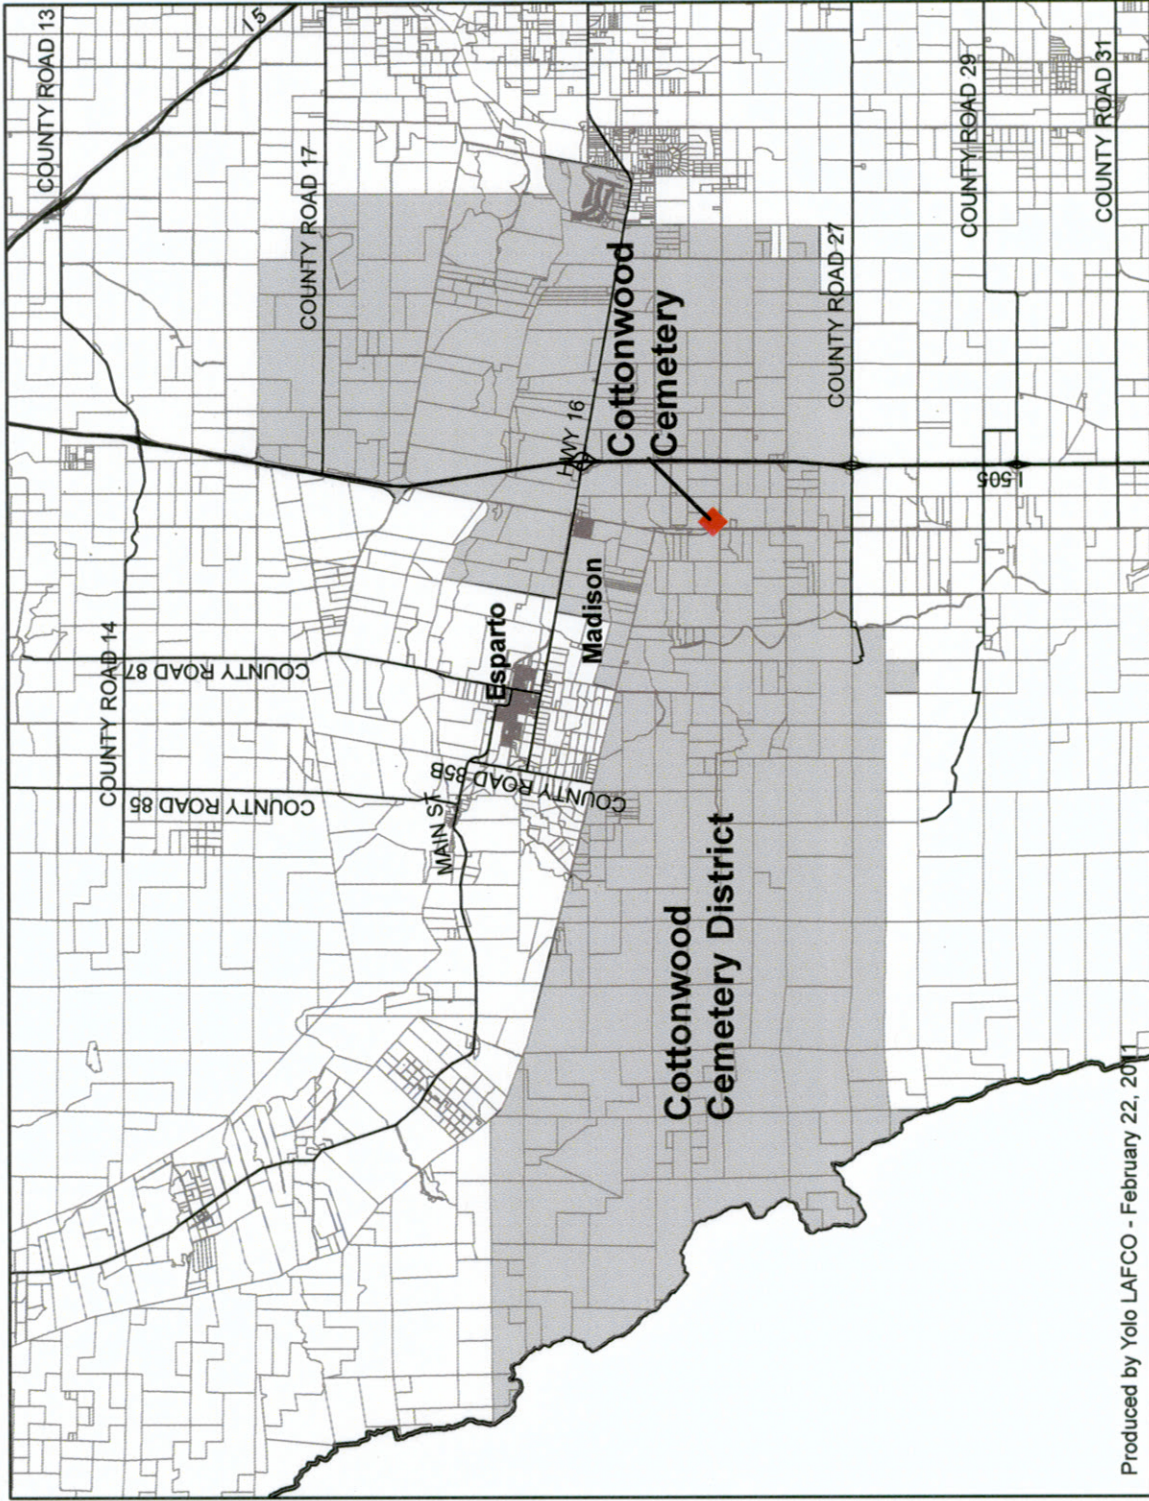 COUNTY ROAD 13
I 5
COUNTY ROAD 17
COUNTY ROAD 14
COUNTY ROAD 87
COUNTY ROAD 85
MAIN ST
COUNTY ROAD 85B
Esparto
Madison
HWY 16
Cottonwood
Cemetery
COUNTY ROAD 27
COUNTY ROAD 29
COUNTY ROAD 31
I 505
Cottonwood
Cemetery District
Produced by Yolo LAFCO - February 22, 2011